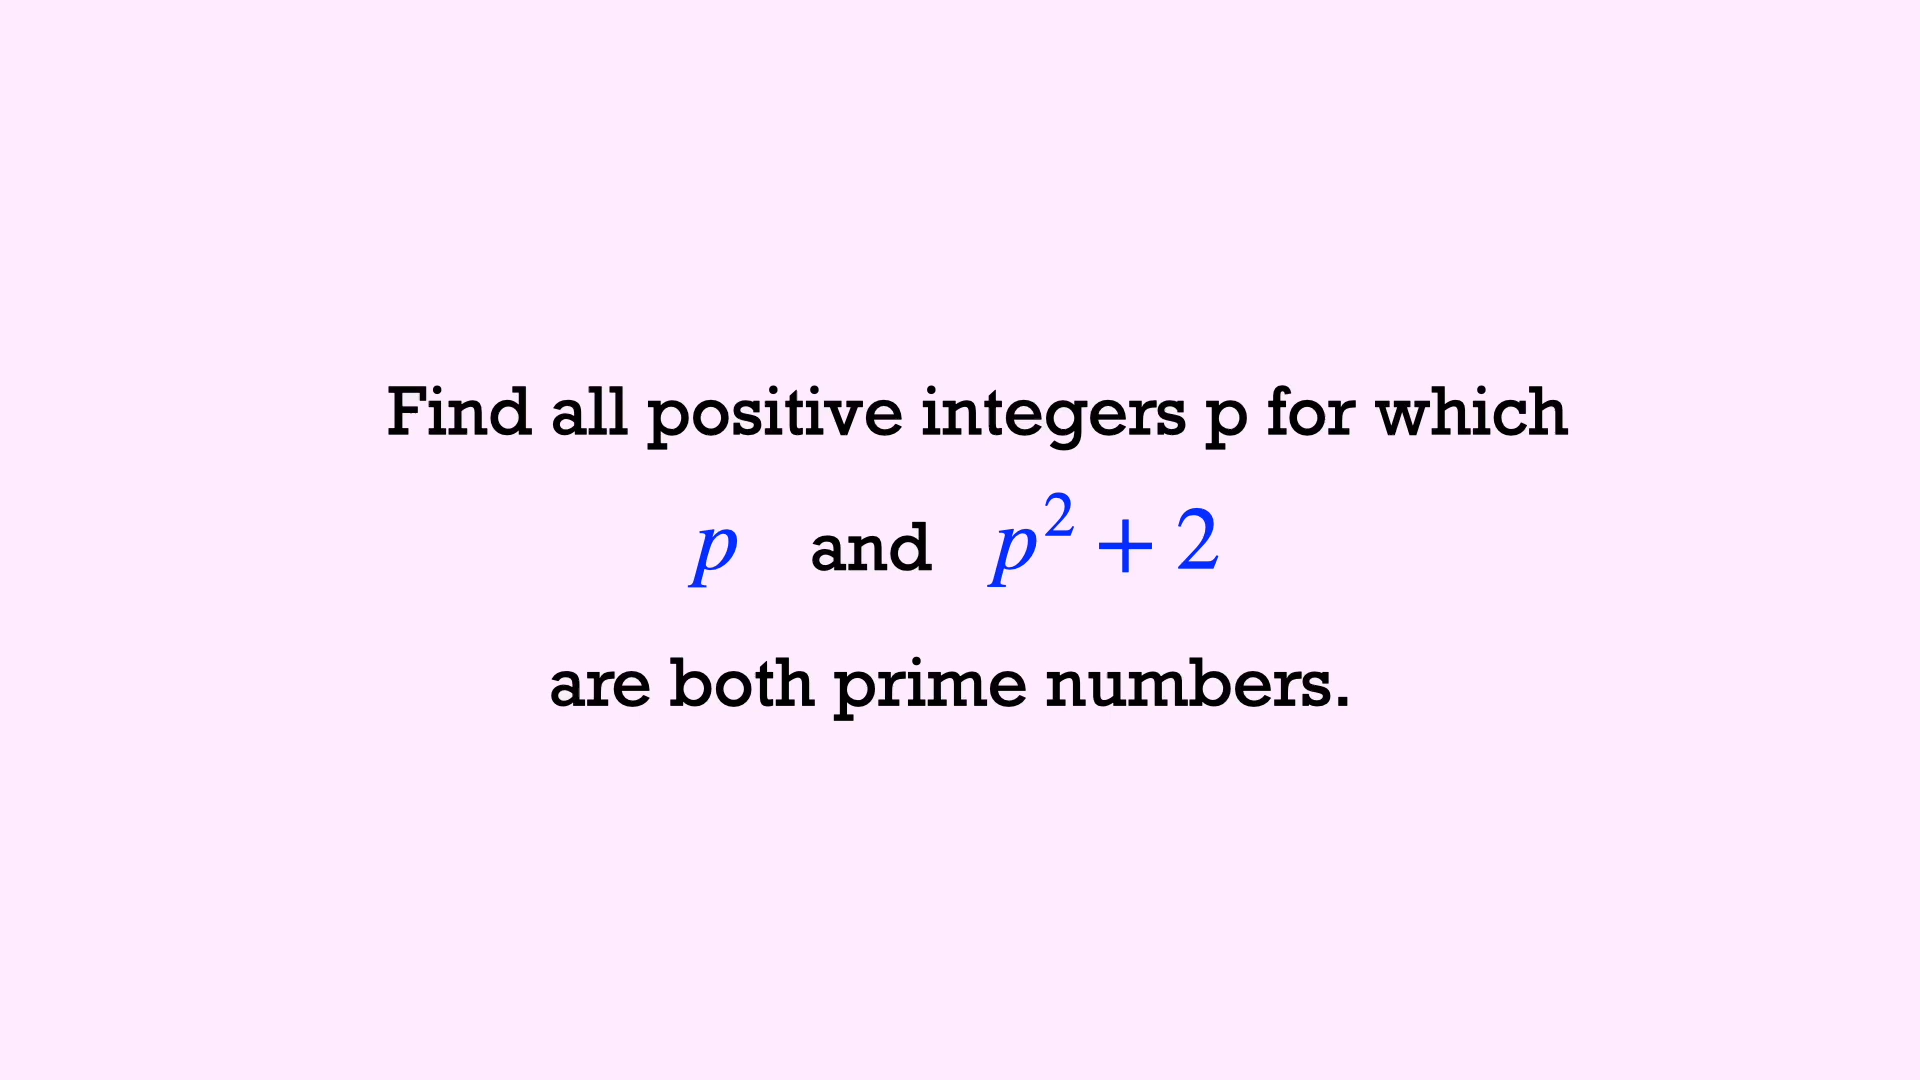 Find all positive integers p for which
p and p² + 2
are both prime numbers.